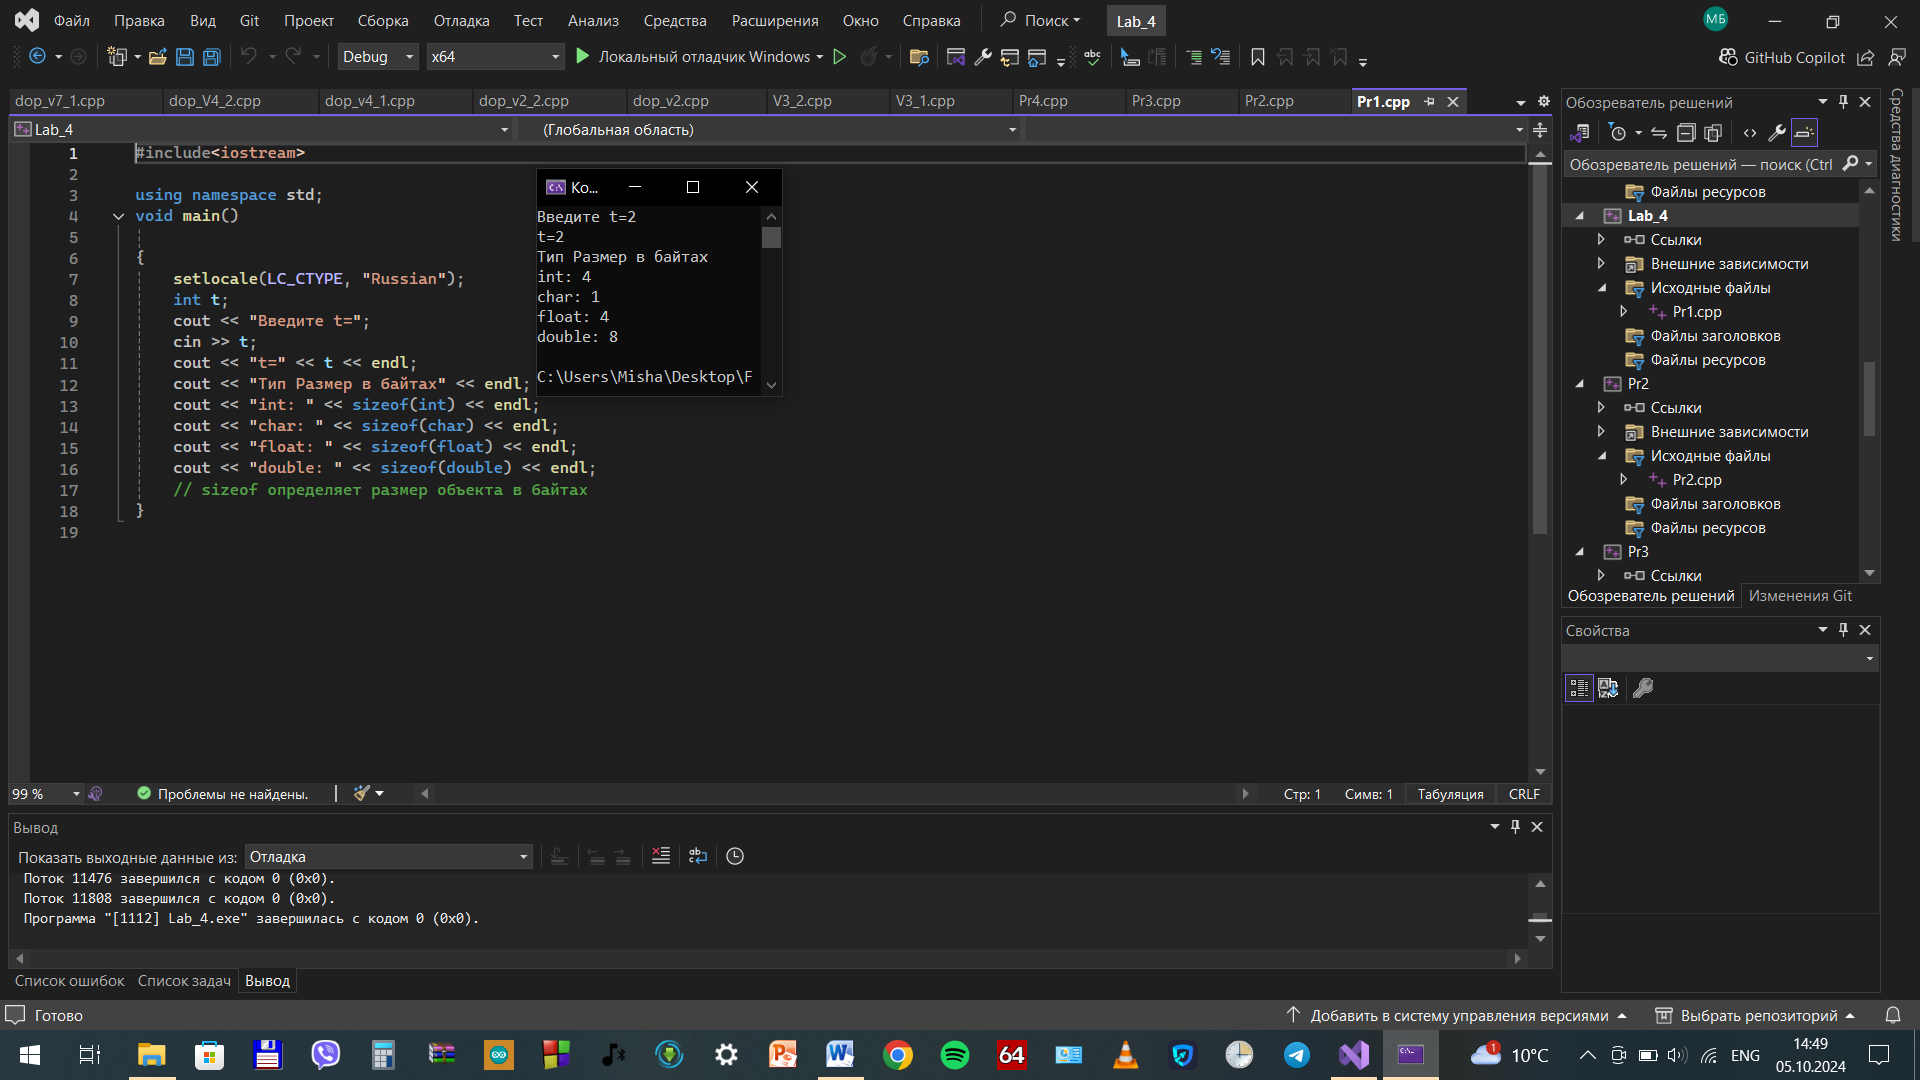 Файл Правка Вид Git Проект Сборка Отладка Тест Анализ Средства Расширения Окно Справка Поиск Lab_4 МБ
Debug x64 Локальный отладчик Windows GitHub Copilot
dop_v7_1.cpp dop_V4_2.cpp dop_v4_1.cpp dop_v2_2.cpp dop_v2.cpp V3_2.cpp V3_1.cpp Pr4.cpp Pr3.cpp Pr2.cpp Pr1.cpp
Lab_4 (Глобальная область)
1 #include<iostream>
2
3 using namespace std;
4 void main()
5
6 {
7 setlocale(LC_CTYPE, "Russian");
8 int t;
9 cout << "Введите t=";
10 cin >> t;
11 cout << "t=" << t << endl;
12 cout << "Тип Размер в байтах" << endl;
13 cout << "int: " << sizeof(int) << endl;
14 cout << "char: " << sizeof(char) << endl;
15 cout << "float: " << sizeof(float) << endl;
16 cout << "double: " << sizeof(double) << endl;
17 // sizeof определяет размер объекта в байтах
18 }
19
Ко...
Введите t=2
t=2
Тип Размер в байтах
int: 4
char: 1
float: 4
double: 8
C:\Users\Misha\Desktop\F
99 % Проблемы не найдены. Стр: 1 Симв: 1 Табуляция CRLF
Вывод
Показать выходные данные из: Отладка
Поток 11476 завершился с кодом 0 (0x0).
Поток 11808 завершился с кодом 0 (0x0).
Программа "[1112] Lab_4.exe" завершилась с кодом 0 (0x0).
Список ошибок Список задач Вывод
Обозреватель решений
Обозреватель решений — поиск (Ctrl
Файлы ресурсов
Lab_4
Ссылки
Внешние зависимости
Исходные файлы
Pr1.cpp
Файлы заголовков
Файлы ресурсов
Pr2
Ссылки
Внешние зависимости
Исходные файлы
Pr2.cpp
Файлы заголовков
Файлы ресурсов
Pr3
Ссылки
Обозреватель решений Изменения Git
Свойства
Средства диагностики
Готово Добавить в систему управления версиями Выбрать репозиторий
64 1 10°C ENG 14:49
05.10.2024